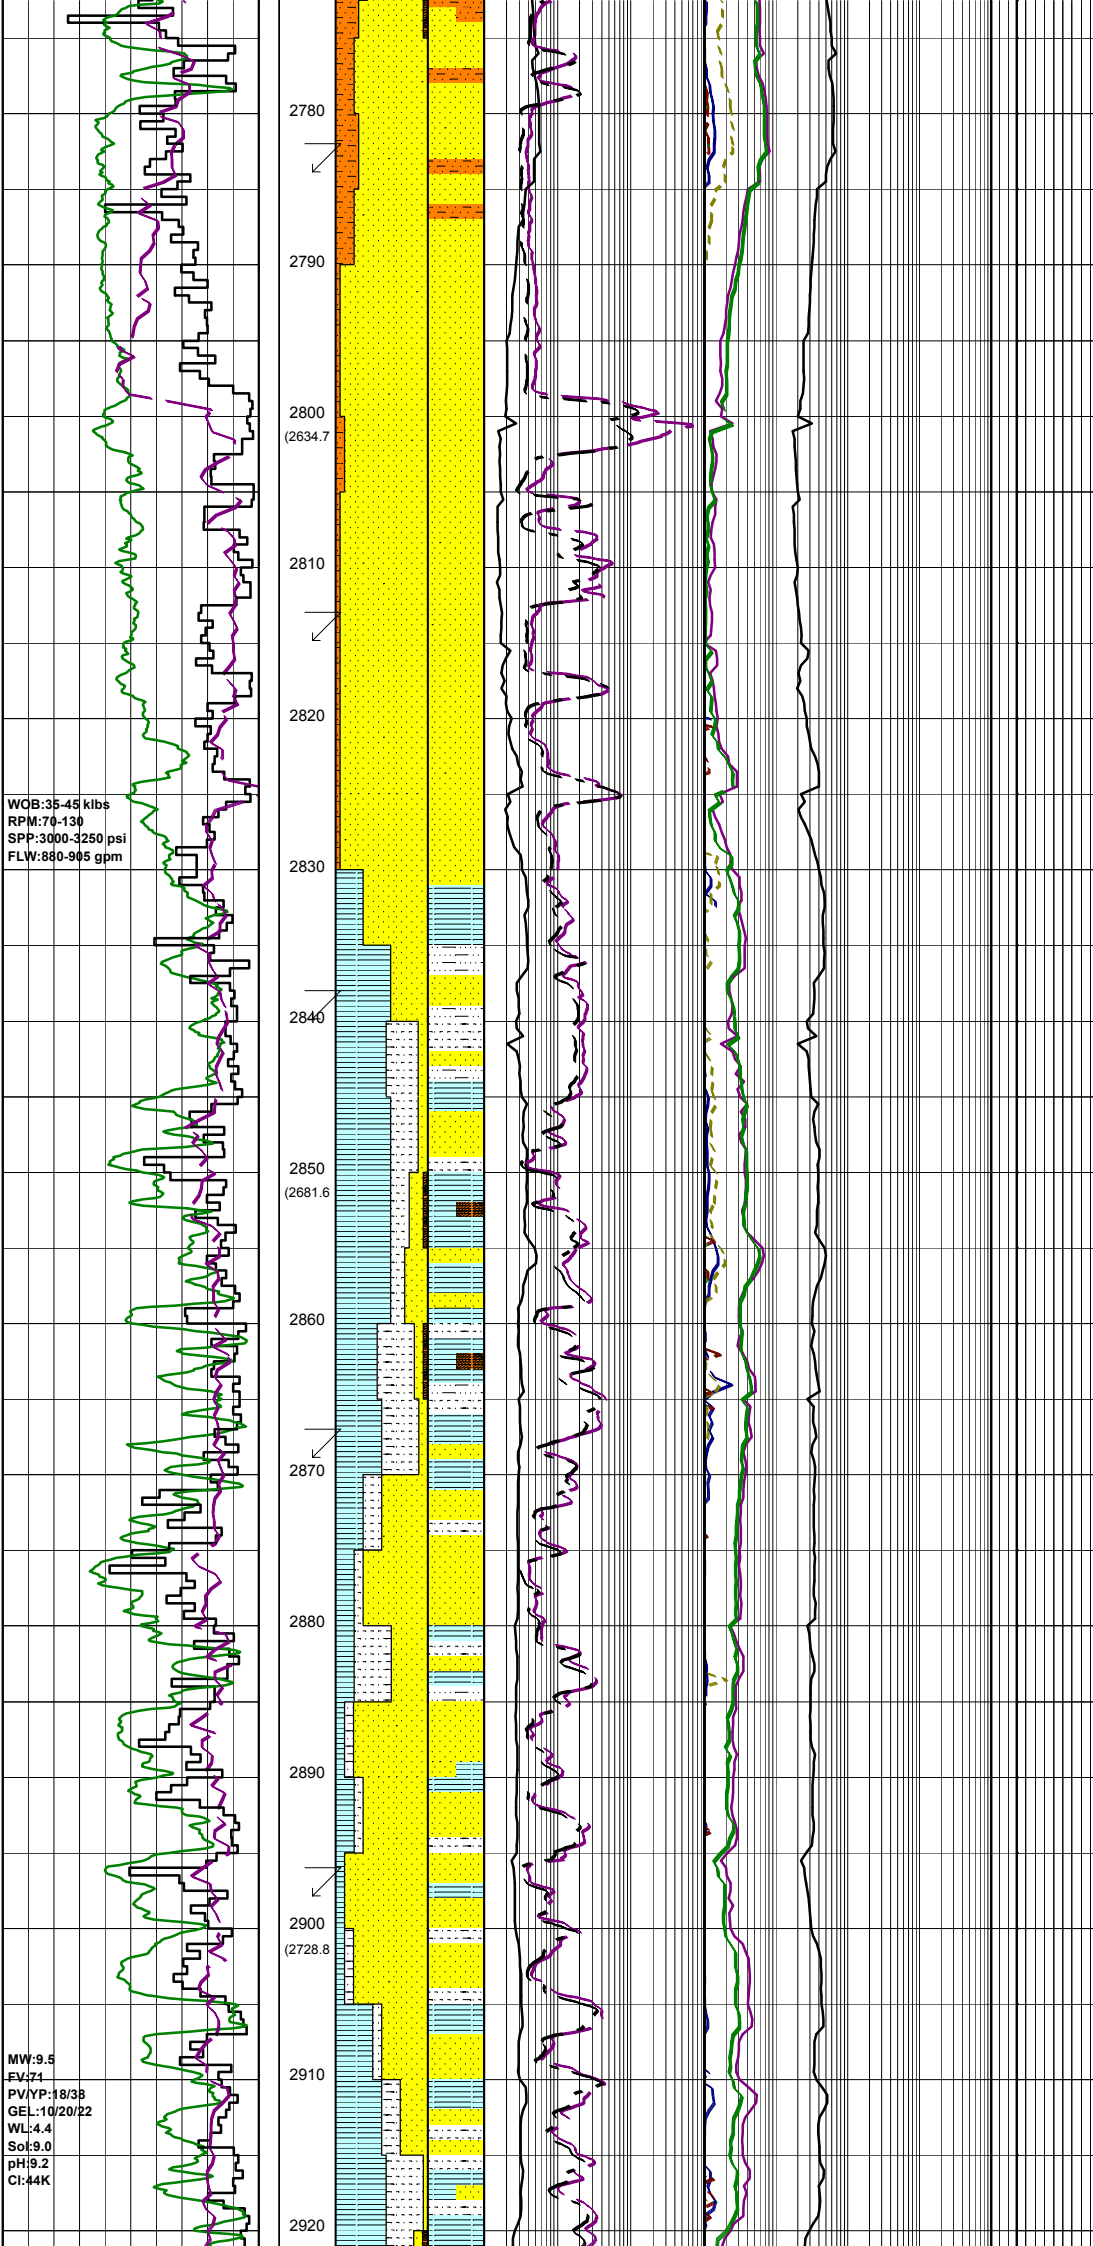 2780
2790
2800
(2634.7
2810
2820
WOB:35-45 klbs
RPM:70-130
SPP:3000-3250 psi
FLW:880-905 gpm
2830
2840
2850
(2681.6
2860
2870
2880
2890
2900
(2728.8
MW:9.5
FV:71
PV/YP:18/38
GEL:10/20/22
WL:4.4
Sol:9.0
pH:9.2
Cl:44K
2910
2920